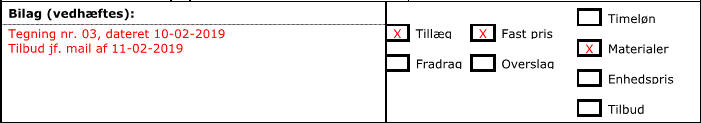 Bilag (vedhæftes):
Tegning nr. 03, dateret 10-02-2019
Tilbud jf. mail af 11-02-2019
X Tillæg X Fast pris
Fradrag Overslag
Timeløn
X Materialer
Enhedspris
Tilbud